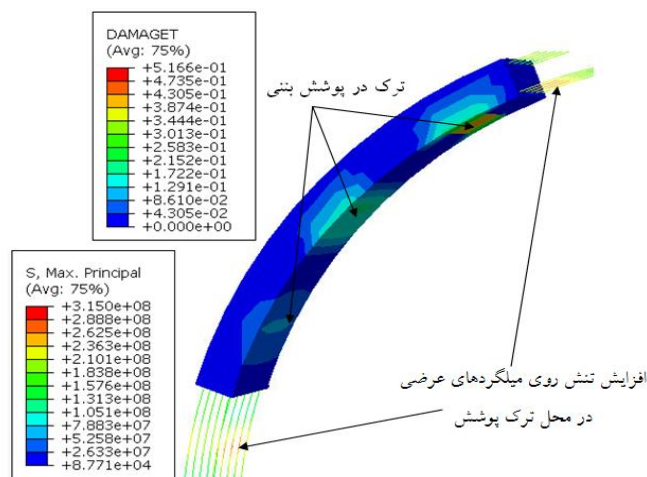 DAMAGET
(Avg: 75%)
+5.166e-01
+4.735e-01
+4.305e-01
+3.874e-01
+3.444e-01
+3.013e-01
+2.583e-01
+2.152e-01
+1.722e-01
+1.291e-01
+8.610e-02
+4.305e-02
+0.000e+00
ترک در پوشش بتنی
S, Max. Principal
(Avg: 75%)
+3.150e+08
+2.888e+08
+2.625e+08
+2.363e+08
+2.101e+08
+1.838e+08
+1.576e+08
+1.313e+08
+1.051e+08
+7.883e+07
+5.258e+07
+2.633e+07
+8.771e+04
افزایش تنش روی میلگردهای عرضی
در محل ترک پوشش